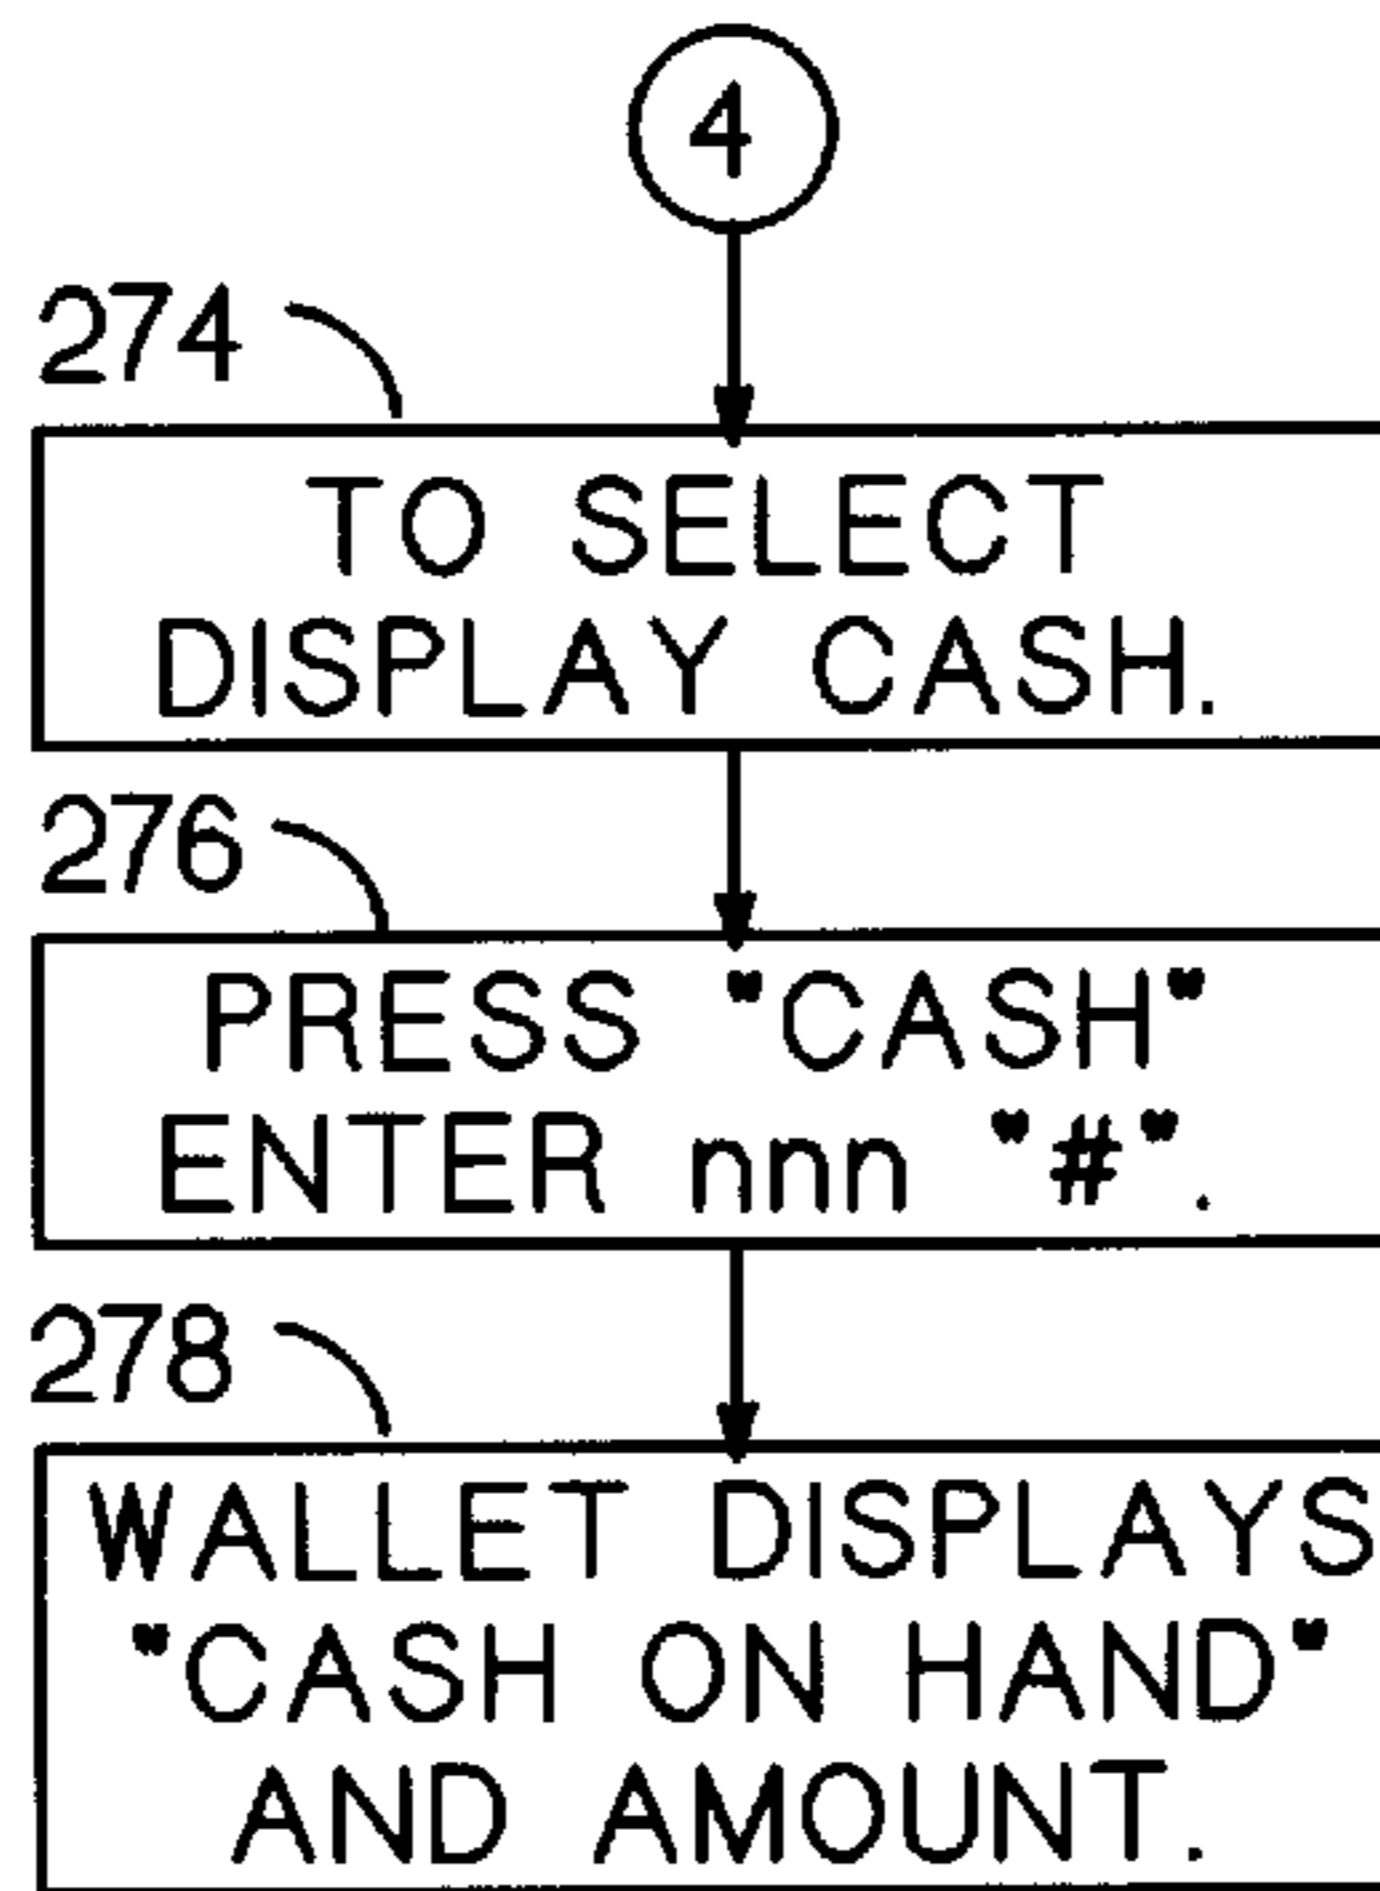 4
274
TO SELECT
DISPLAY CASH.
276
PRESS "CASH"
ENTER nnn "#".
278
WALLET DISPLAYS
"CASH ON HAND"
AND AMOUNT.